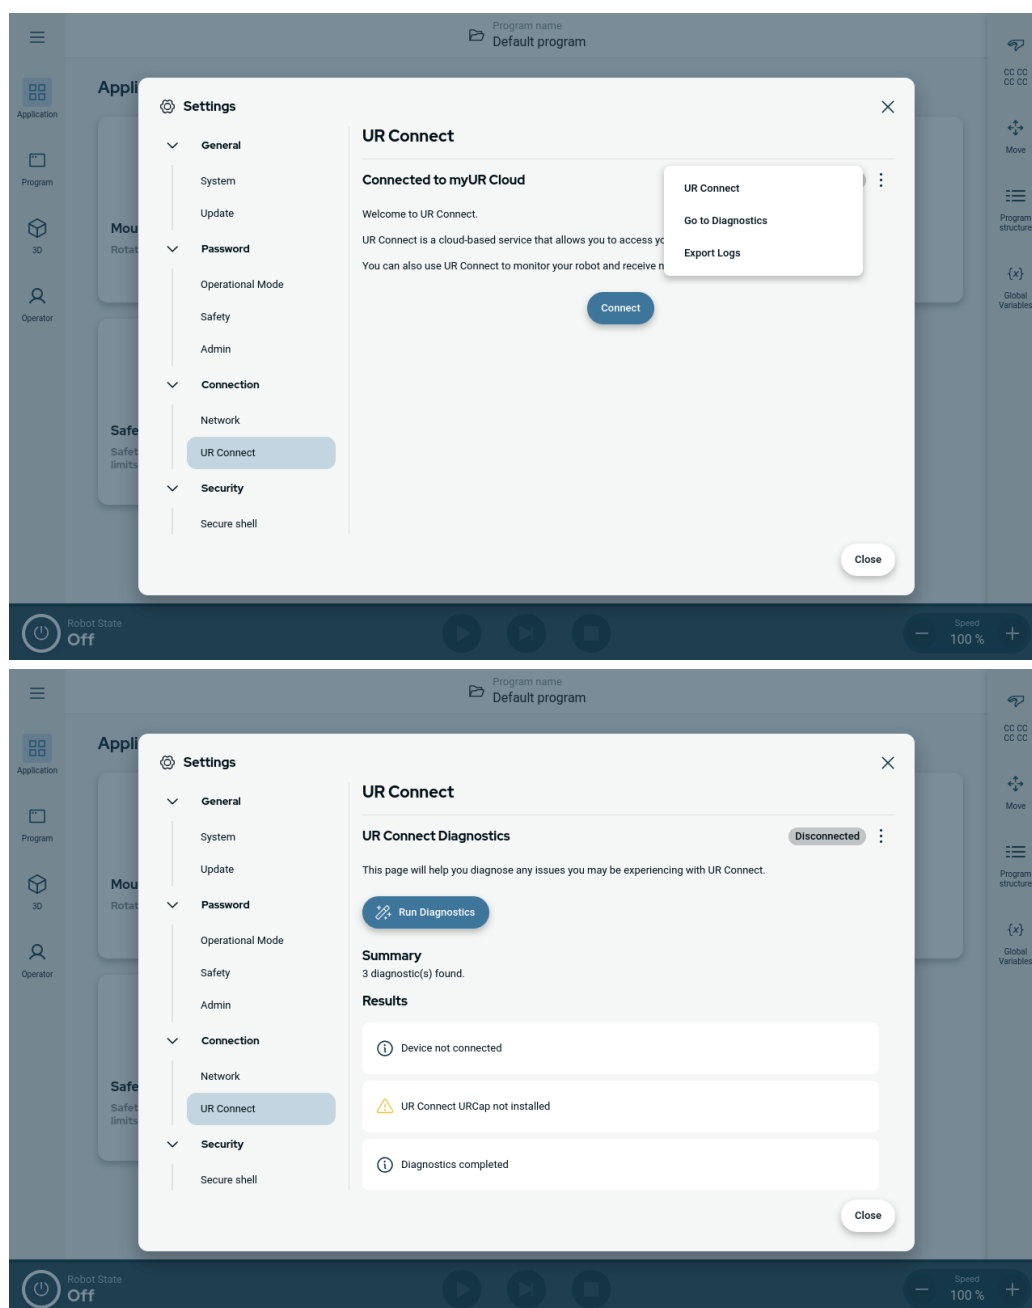 Program name
Default program
Application
Program
3D
Operator
Appli
Mou
Rotat
Safe
Safet
limits
Settings
General
System
Update
Password
Operational Mode
Safety
Admin
Connection
Network
UR Connect
Security
Secure shell
UR Connect
Connected to myUR Cloud
Welcome to UR Connect.
UR Connect is a cloud-based service that allows you to access yo
You can also use UR Connect to monitor your robot and receive n
Connect
UR Connect
Go to Diagnostics
Export Logs
Close
CC CC
CC CC
Move
Program
structure
{x}
Global
Variables
Robot State
Off
Speed
100 %
Program name
Default program
Application
Program
3D
Operator
Appli
Mou
Rotat
Safe
Safet
limits
Settings
General
System
Update
Password
Operational Mode
Safety
Admin
Connection
Network
UR Connect
Security
Secure shell
UR Connect
UR Connect Diagnostics
Disconnected
This page will help you diagnose any issues you may be experiencing with UR Connect.
Run Diagnostics
Summary
3 diagnostic(s) found.
Results
Device not connected
UR Connect URCap not installed
Diagnostics completed
Close
CC CC
CC CC
Move
Program
structure
{x}
Global
Variables
Robot State
Off
Speed
100 %